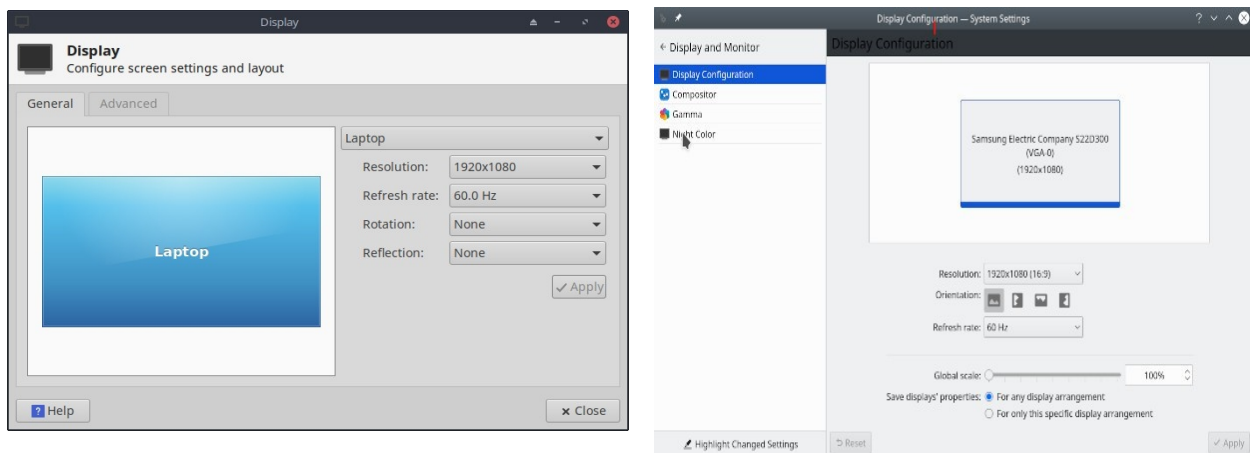 Display
Display
Configure screen settings and layout
General Advanced
Laptop
Laptop
Resolution: 1920x1080
Refresh rate: 60.0 Hz
Rotation: None
Reflection: None
Apply
Help
Close
Display Configuration — System Settings
Display and Monitor
Display Configuration
Display Configuration
Compositor
Gamma
Night Color
Samsung Electric Company S22D300
(VGA-0)
(1920x1080)
Resolution: 1920x1080 (16:9)
Orientation:
Refresh rate: 60 Hz
Global scale: 100%
Save displays' properties: For any display arrangement
For only this specific display arrangement
Highlight Changed Settings
Reset
Apply